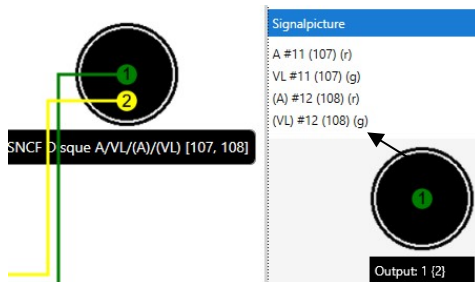 1
2
SNCF Disque A/VL/(A)/(VL) [107, 108]
Signalpicture
A #11 (107) (r)
VL #11 (107) (g)
(A) #12 (108) (r)
(VL) #12 (108) (g)
1
Output: 1 {2}